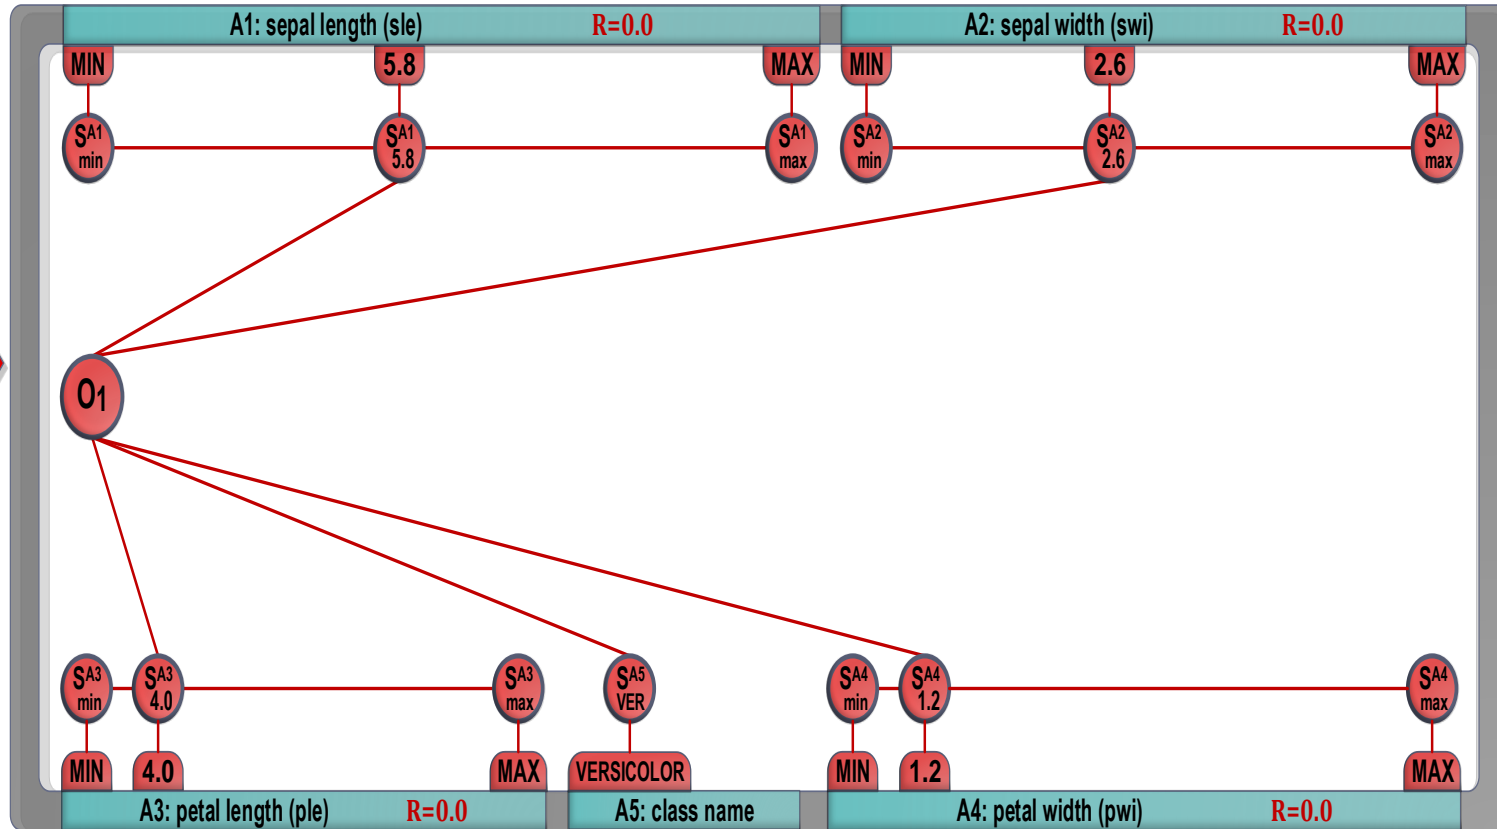 A1: sepal length (sle) R=0.0
A2: sepal width (swi) R=0.0
MIN 5.8 MAX MIN 2.6 MAX
SA1 min
SA1 5.8
SA1 max
SA2 min
SA2 2.6
SA2 max
O1
SA3 min
SA3 4.0
SA3 max
SA5 VER
SA4 min
SA4 1.2
SA4 max
MIN 4.0 MAX VERSICOLOR MIN 1.2 MAX
A3: petal length (ple) R=0.0
A5: class name
A4: petal width (pwi) R=0.0